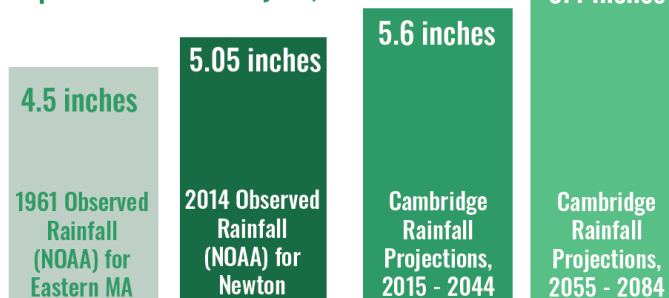 4.5 inches
1961 Observed
Rainfall
(NOAA) for
Eastern MA
5.05 inches
2014 Observed
Rainfall
(NOAA) for
Newton
5.6 inches
Cambridge
Rainfall
Projections,
2015 - 2044
inches
Cambridge
Rainfall
Projections,
2055 - 2084